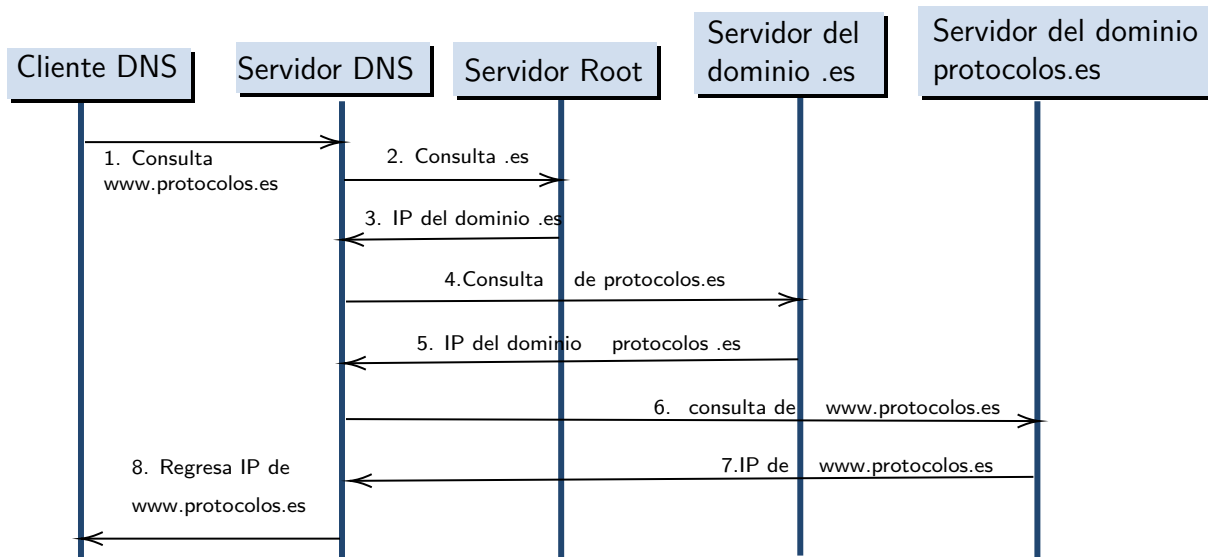 Cliente DNS
Servidor DNS
Servidor Root
Servidor del
dominio .es
Servidor del dominio
protocolos.es
1. Consulta
www.protocolos.es
2. Consulta .es
3. IP del dominio .es
4.Consulta de protocolos.es
5. IP del dominio protocolos .es
6. consulta de www.protocolos.es
7.IP de www.protocolos.es
8. Regresa IP de
www.protocolos.es